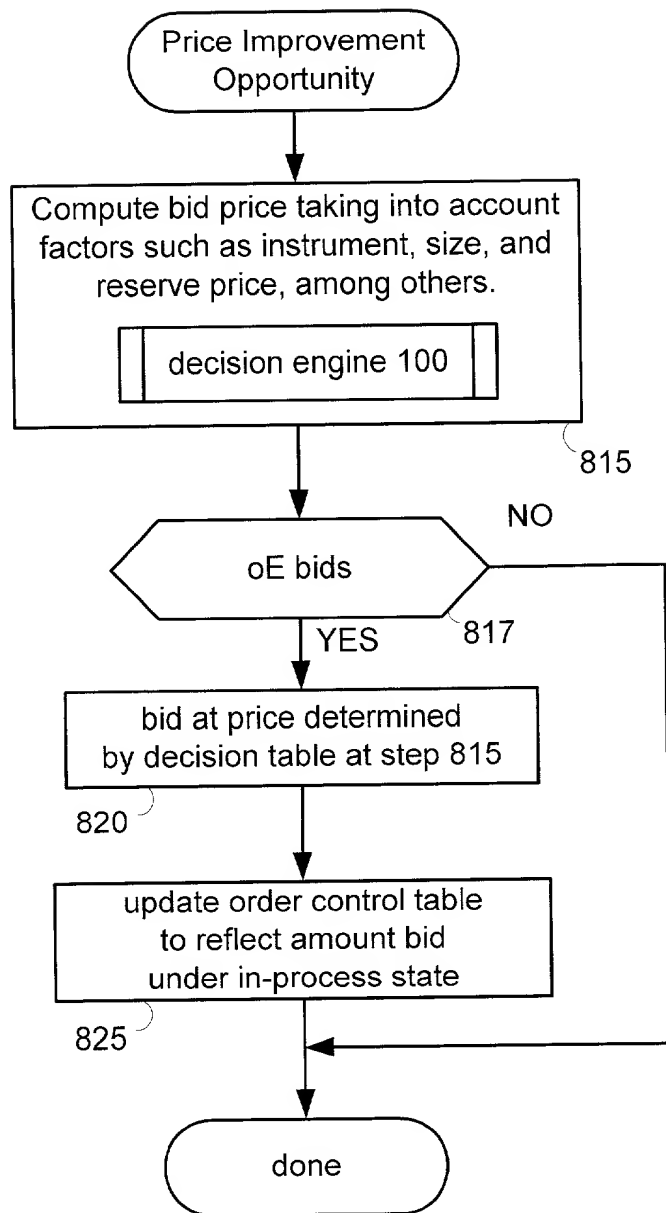 Price Improvement
Opportunity
Compute bid price taking into account
factors such as instrument, size, and
reserve price, among others.
decision engine 100
815
NO
oE bids
817
YES
bid at price determined
by decision table at step 815
820
update order control table
to reflect amount bid
under in-process state
825
done